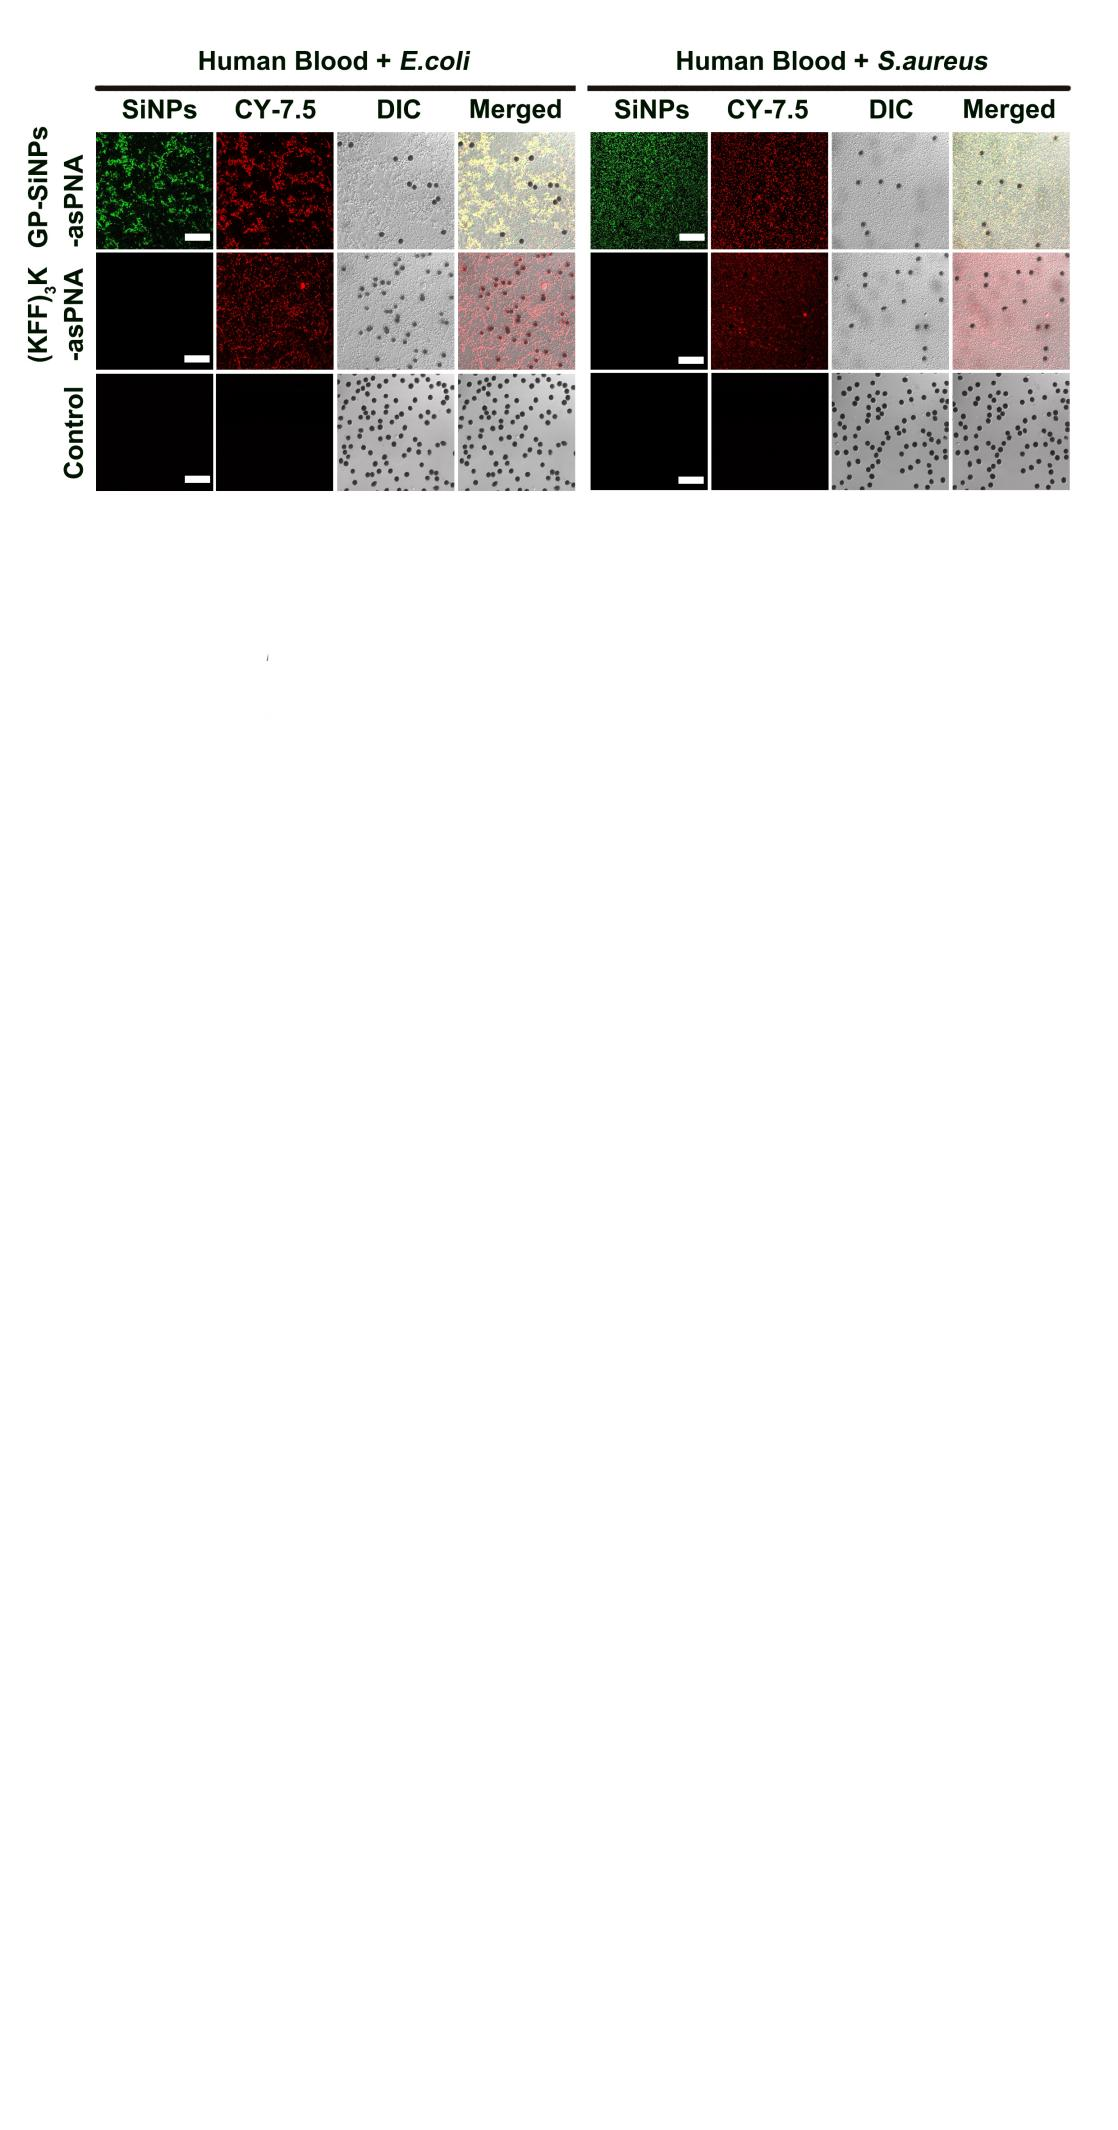 Human Blood + E.coli
Human Blood + S.aureus
SiNPs CY-7.5 DIC Merged
SiNPs CY-7.5 DIC Merged
GP-SiNPs
-asPNA
(KFF)3K
-asPNA
Control